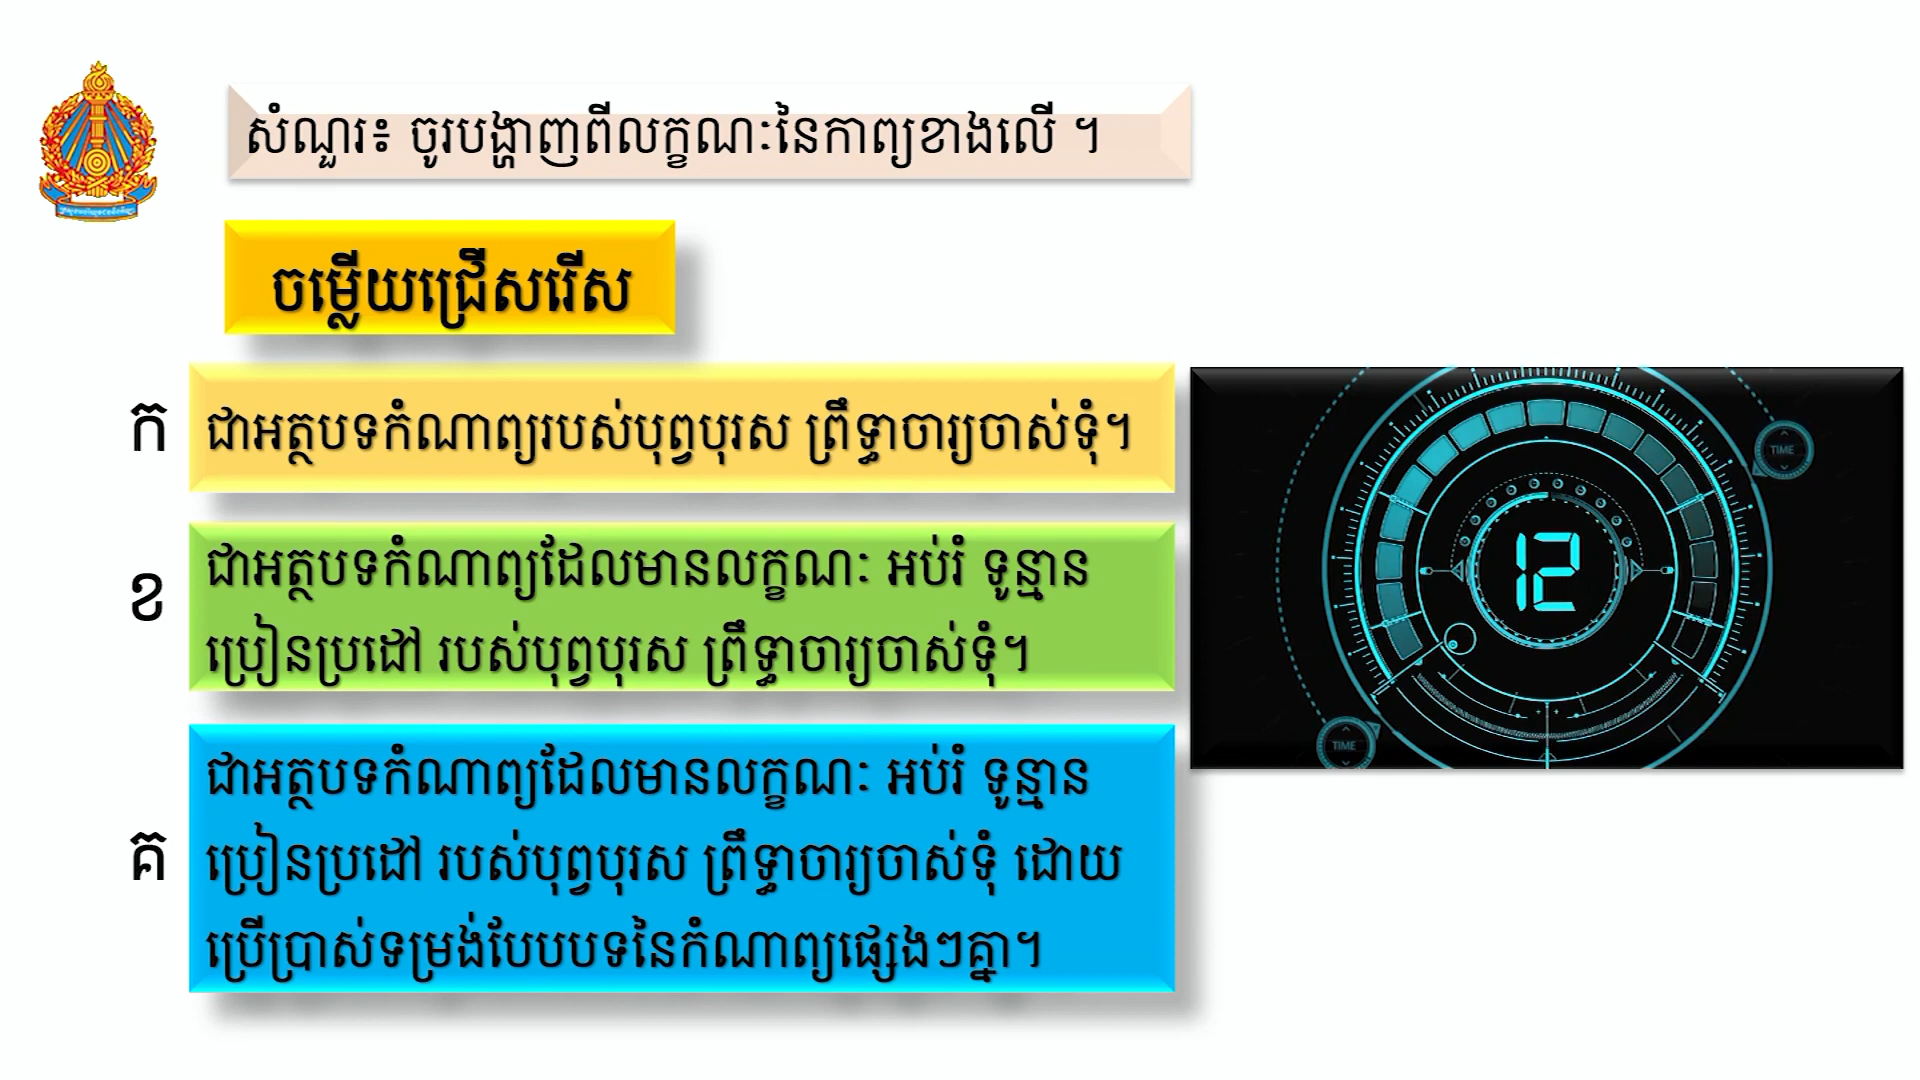 សំណួរ៖ ចូរបង្ហាញពីលក្ខណៈនៃកាព្យខាងលើ ។
ចម្លើយជ្រើសរើស
ក ជាអត្ថបទកំណាព្យរបស់បុព្វបុរស ព្រឹទ្ធាចារ្យចាស់ទុំ។
ខ ជាអត្ថបទកំណាព្យដែលមានលក្ខណៈ អប់រំ ទូន្មាន
ប្រៀនប្រដៅ របស់បុព្វបុរស ព្រឹទ្ធាចារ្យចាស់ទុំ។
គ ជាអត្ថបទកំណាព្យដែលមានលក្ខណៈ អប់រំ ទូន្មាន
ប្រៀនប្រដៅ របស់បុព្វបុរស ព្រឹទ្ធាចារ្យចាស់ទុំ ដោយ
ប្រើប្រាស់ទម្រង់បែបបទនៃកំណាព្យផ្សេងៗគ្នា។
TIME
12
TIME